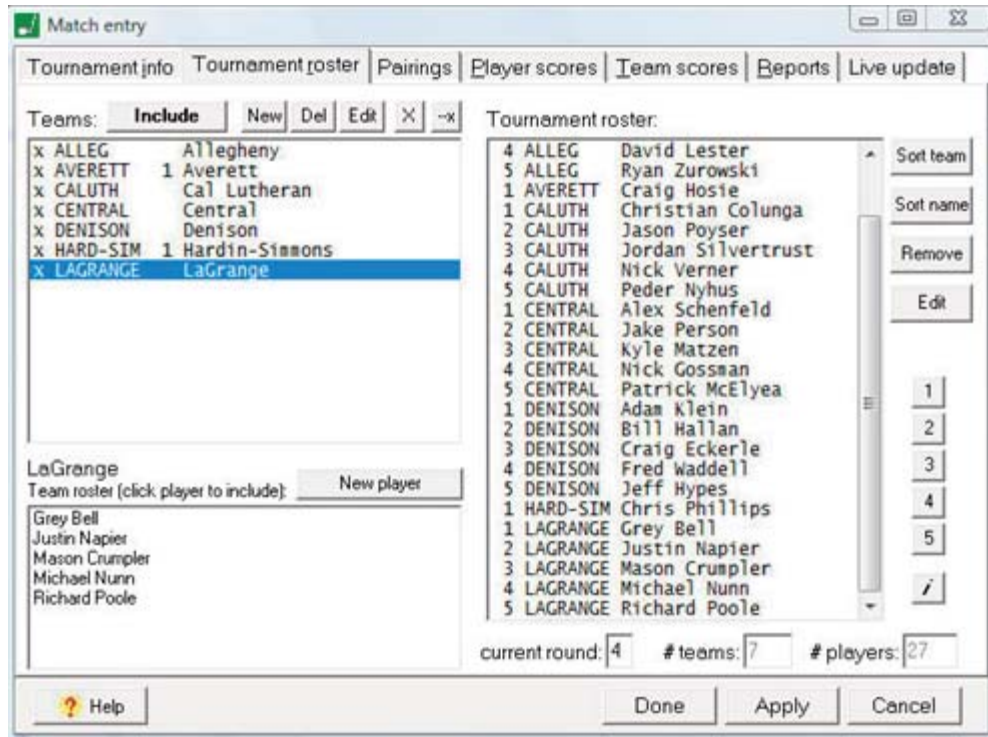 Match entry
Tournament info Tournament roster Pairings Player scores Team scores Reports Live update
Teams: Include New Del Edit X --x
x ALLEG Allegheny
x AVERETT 1 Averett
x CALUTH Cal Lutheran
x CENTRAL Central
x DENISON Denison
x HARD-SIM 1 Hardin-Simmons
x LAGRANGE LaGrange
LaGrange
Team roster (click player to include): New player
Grey Bell
Justin Napier
Mason Crumpler
Michael Nunn
Richard Poole
Tournament roster:
4 ALLEG David Lester
5 ALLEG Ryan Zurowski
1 AVERETT Craig Hosie
1 CALUTH Christian Colunga
2 CALUTH Jason Poyser
3 CALUTH Jordan Silvertrust
4 CALUTH Nick Verner
5 CALUTH Peder Nyhus
1 CENTRAL Alex Schenfeld
2 CENTRAL Jake Person
3 CENTRAL Kyle Matzen
4 CENTRAL Nick Gossman
5 CENTRAL Patrick McElyea
1 DENISON Adam Klein
2 DENISON Bill Hallan
3 DENISON Craig Eckerle
4 DENISON Fred Waddell
5 DENISON Jeff Hypes
1 HARD-SIM Chris Phillips
1 LAGRANGE Grey Bell
2 LAGRANGE Justin Napier
3 LAGRANGE Mason Crumpler
4 LAGRANGE Michael Nunn
5 LAGRANGE Richard Poole
Sort team
Sort name
Remove
Edit
1
2
3
4
5
i
current round: 4 # teams: 7 # players: 27
? Help Done Apply Cancel